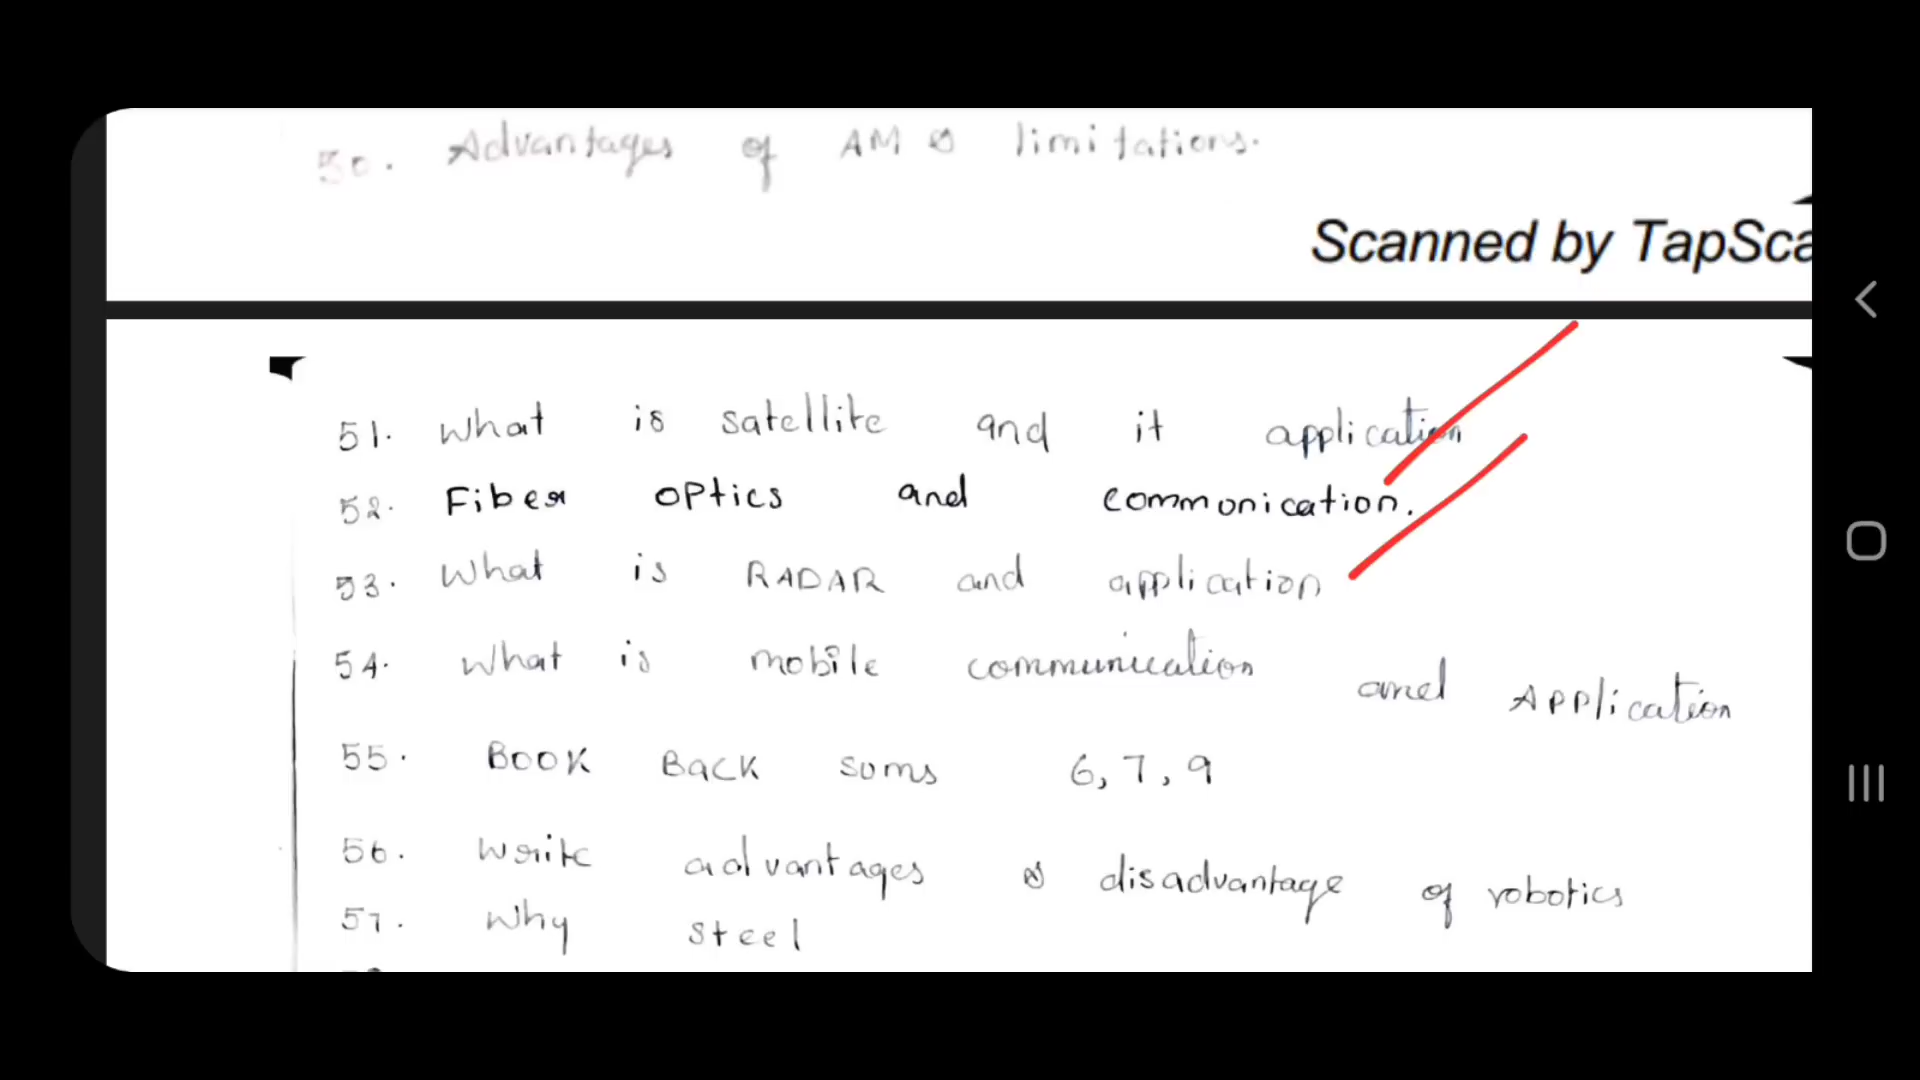 50. Advantages of AM & limitations.
Scanned by TapSca
51. What is satellite and it application
52. Fiber optics and communication.
53. What is RADAR and application
54. What is mobile communication and Application
55. Book Back sums 6, 7, 9
56. Write advantages & disadvantage of robotics
57. Why steel